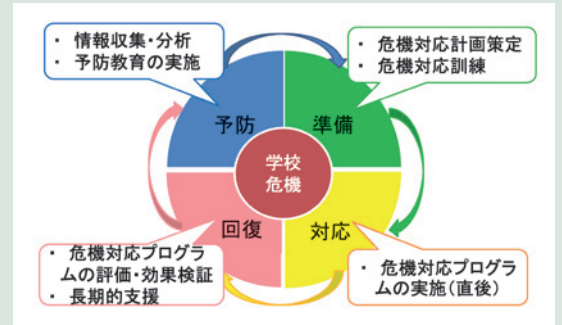 ・ 情報収集・分析
・ 予防教育の実施
・ 危機対応計画策定
・ 危機対応訓練
予防
準備
学校
危機
回復
対応
・ 危機対応プログラ
ムの評価・効果検証
・ 長期的支援
・ 危機対応プログラ
ムの実施(直後)